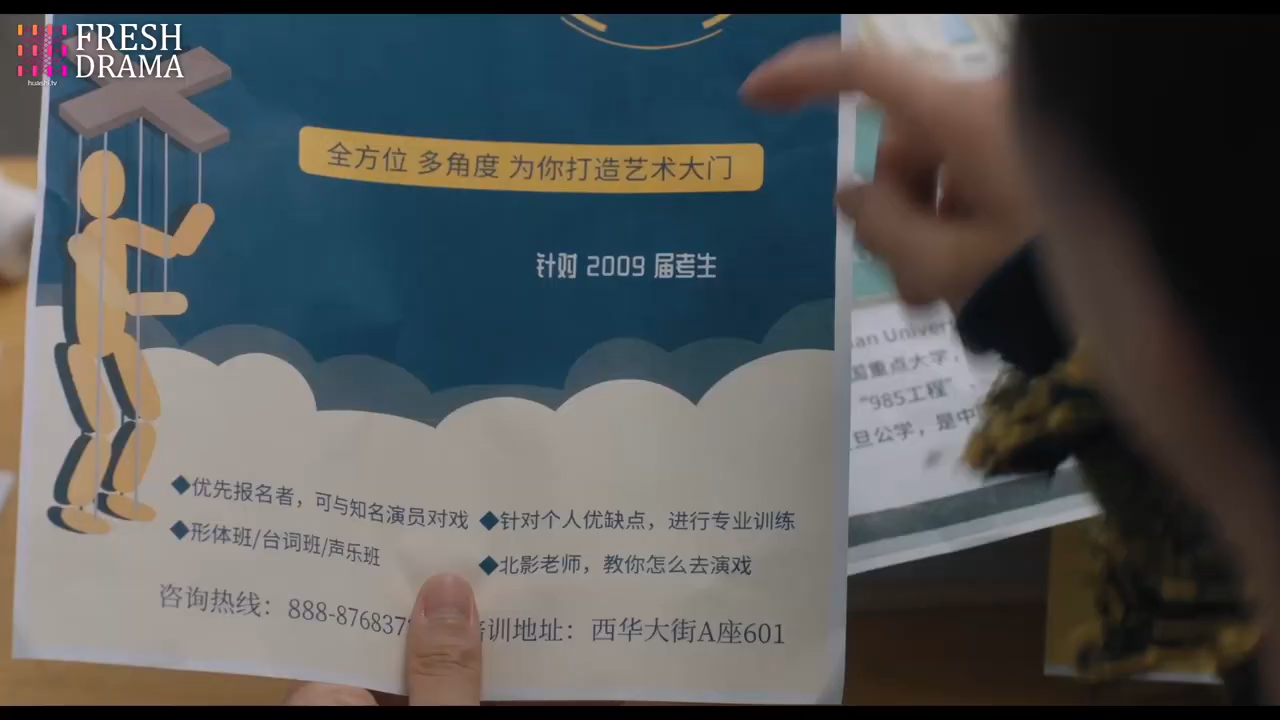 FRESH
DRAMA
huashi.tv
全方位 多角度 为你打造艺术大门
针对 2009 届考生
◆优先报名者，可与知名演员对戏
◆针对个人优缺点，进行专业训练
◆形体班/台词班/声乐班
◆北影老师，教你怎么去演戏
咨询热线：888-876837
训地址：西华大街A座601
an Univer
国重点大学，
“985工程”、
旦公学，是中